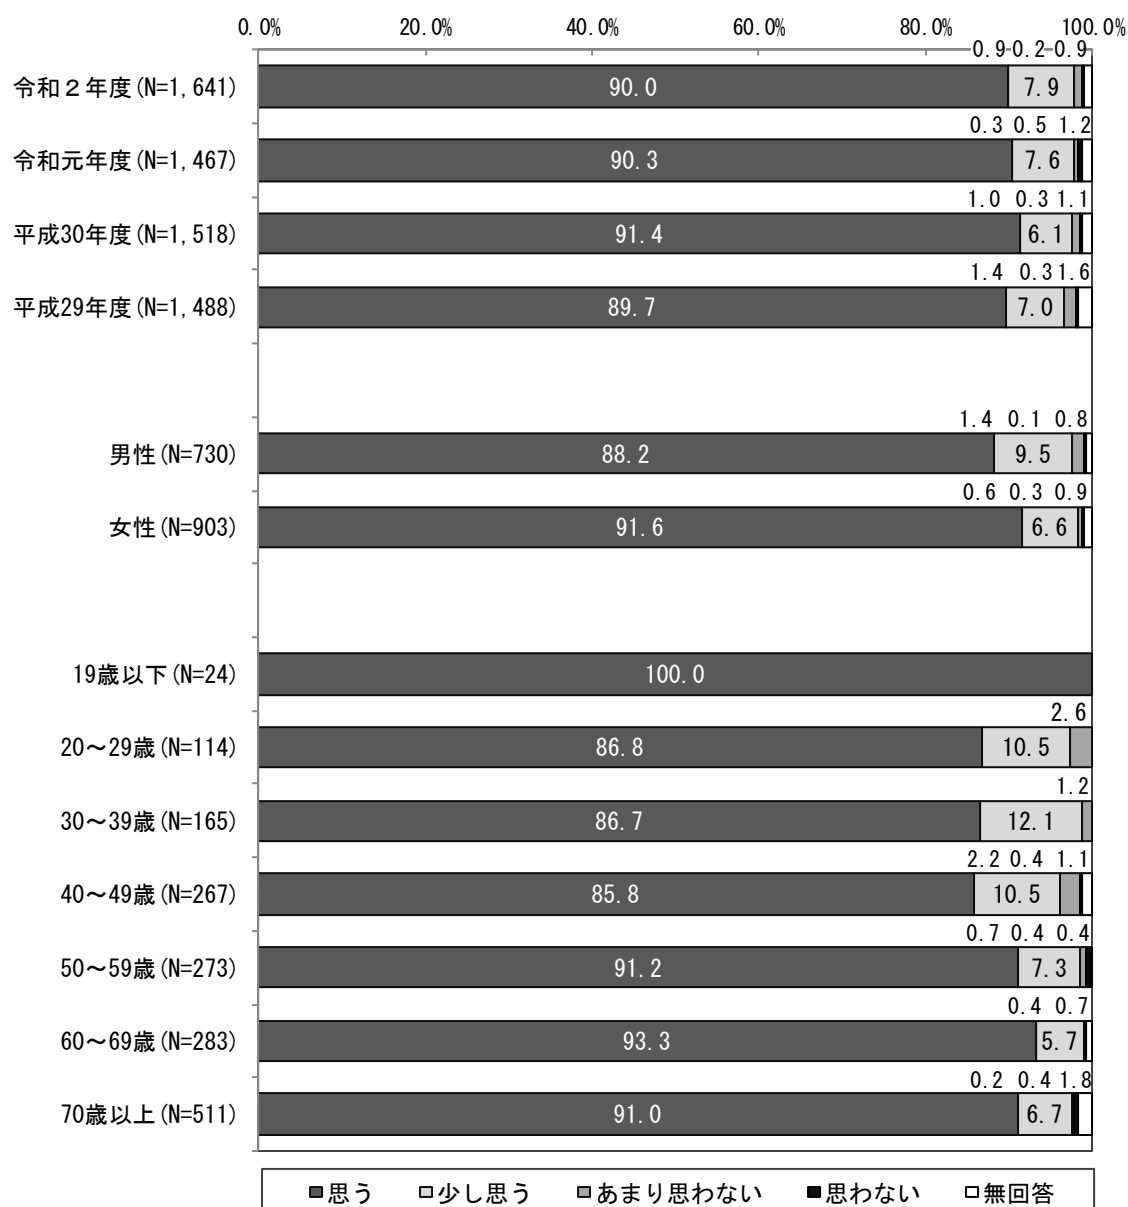 0.0% 20.0% 40.0% 60.0% 80.0% 100.0%
0.9 0.2 0.9
令和２年度(N=1,641) 90.0 7.9
0.3 0.5 1.2
令和元年度(N=1,467) 90.3 7.6
1.0 0.3 1.1
平成30年度(N=1,518) 91.4 6.1
1.4 0.3 1.6
平成29年度(N=1,488) 89.7 7.0
1.4 0.1 0.8
男性(N=730) 88.2 9.5
0.6 0.3 0.9
女性(N=903) 91.6 6.6
19歳以下(N=24) 100.0
2.6
20～29歳(N=114) 86.8 10.5
1.2
30～39歳(N=165) 86.7 12.1
2.2 0.4 1.1
40～49歳(N=267) 85.8 10.5
0.7 0.4 0.4
50～59歳(N=273) 91.2 7.3
0.4 0.7
60～69歳(N=283) 93.3 5.7
0.2 0.4 1.8
70歳以上(N=511) 91.0 6.7
思う 少し思う あまり思わない 思わない 無回答